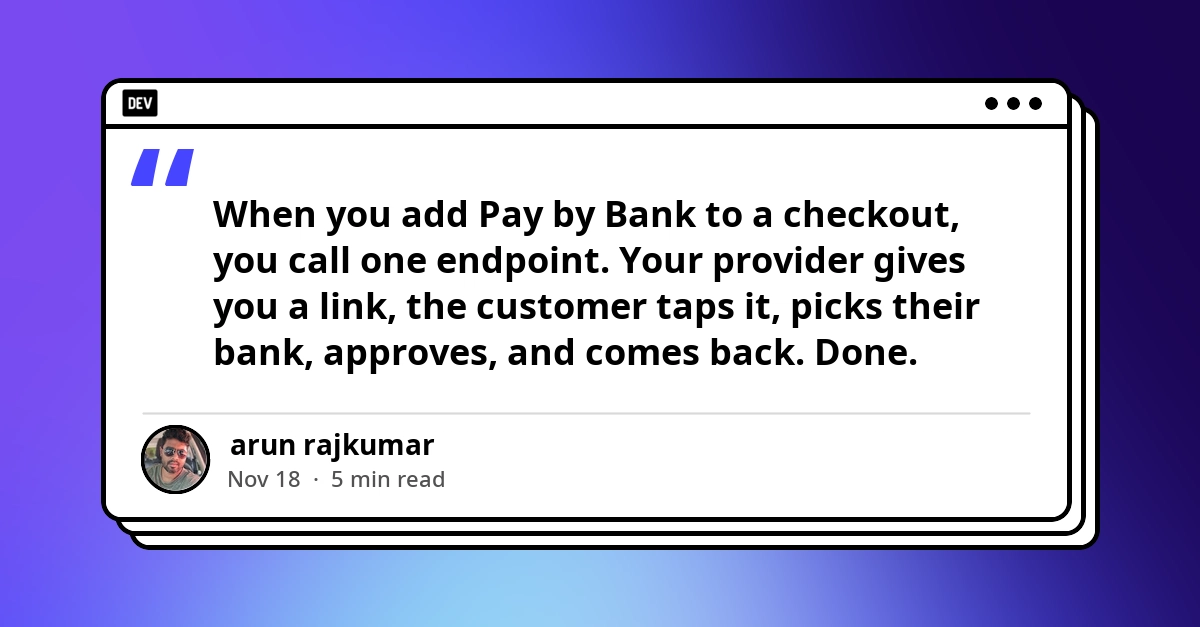 DEV
“
When you add Pay by Bank to a checkout,
you call one endpoint. Your provider gives
you a link, the customer taps it, picks their
bank, approves, and comes back. Done.
arun rajkumar
Nov 18 · 5 min read